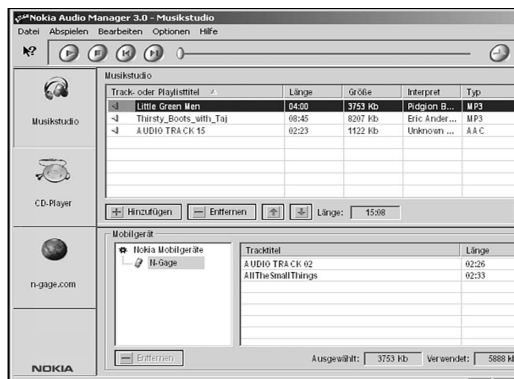 Nokia Audio Manager 3.0 - Musikstudio
Datei Abspielen Bearbeiten Optionen Hilfe
Musikstudio
Track- oder Playlisttitel Länge Größe Interpret Typ
Little Green Men 04:00 3753 Kb Pidgion B... MP3
Thirsty_Boots_with_Taj 08:45 8207 Kb Eric Ander... MP3
AUDIO TRACK 15 02:23 1122 Kb Unknown ... AAC
Musikstudio
CD-Player
Hinzufügen Entfernen Länge: 15:08
Mobilgerät
Nokia Mobilgeräte
N-Gage
Tracktitel Länge
AUDIO TRACK 02 02:26
AllTheSmallThings 02:33
n-gage.com
Entfernen Ausgewählt: 3753 Kb Verwendet: 5888 kb
NOKIA